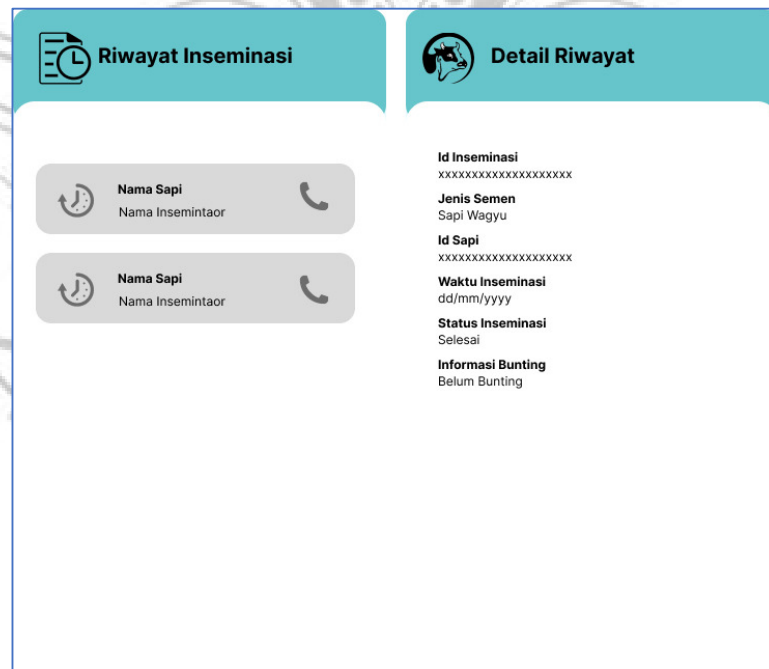 Riwayat Inseminasi
Nama Sapi
Nama Insemintaor
Nama Sapi
Nama Insemintaor
Detail Riwayat
Id Inseminasi
xxxxxxxxxxxxxxxxxxxx
Jenis Semen
Sapi Wagyu
Id Sapi
xxxxxxxxxxxxxxxxxxxx
Waktu Inseminasi
dd/mm/yyyy
Status Inseminasi
Selesai
Informasi Bunting
Belum Bunting